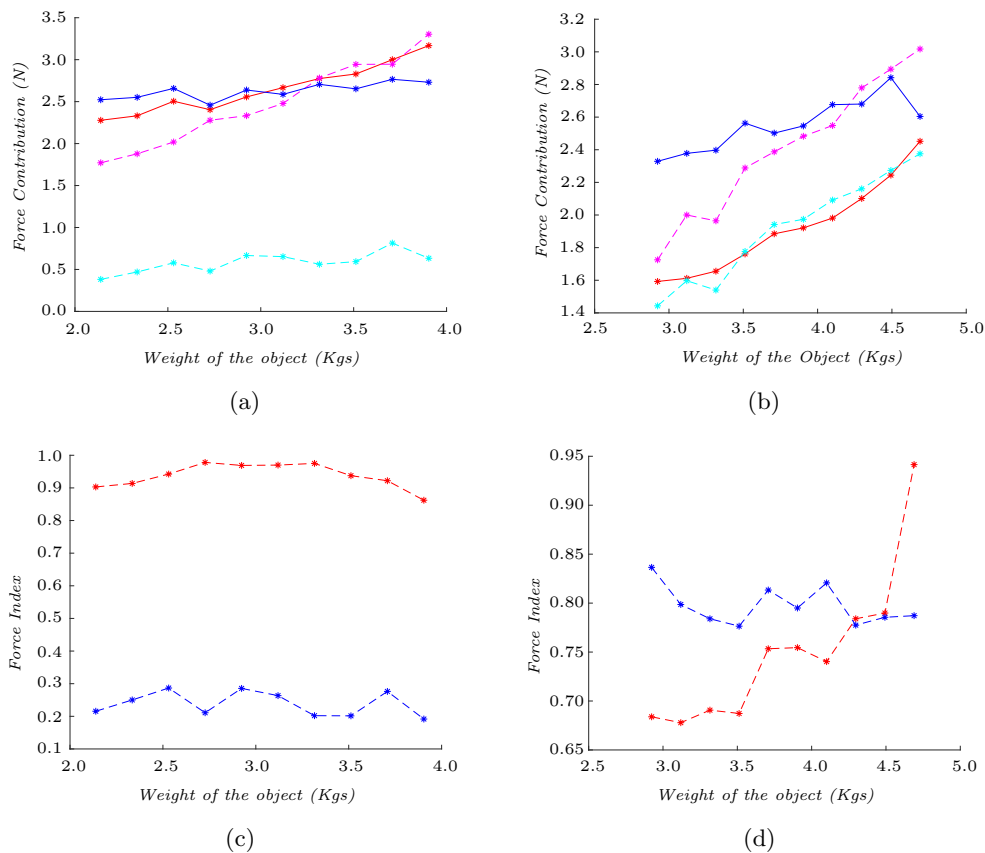 3.5
3.0
2.5
2.0
1.5
1.0
0.5
0.0
2.0 2.5 3.0 3.5 4.0
Force Contribution (N)
Weight of the object (Kgs)
(a)
3.2
3.0
2.8
2.6
2.4
2.2
2.0
1.8
1.6
1.4
2.5 3.0 3.5 4.0 4.5 5.0
Force Contribution (N)
Weight of the Object (Kgs)
(b)
1.0
0.9
0.8
0.7
0.6
0.5
0.4
0.3
0.2
0.1
2.0 2.5 3.0 3.5 4.0
Force Index
Weight of the object (Kgs)
(c)
0.95
0.90
0.85
0.80
0.75
0.70
0.65
2.5 3.0 3.5 4.0 4.5 5.0
Force Index
Weight of the object (Kgs)
(d)